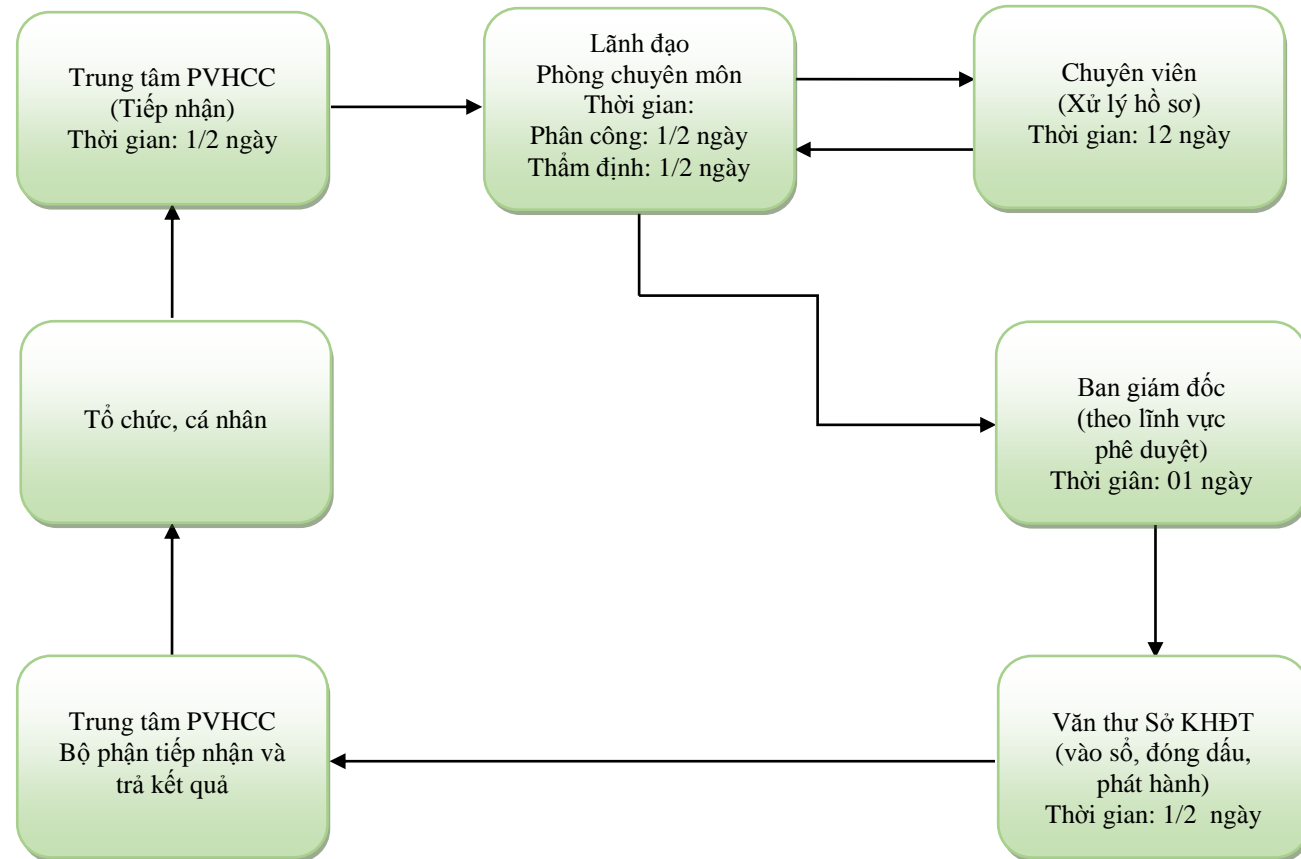 Trung tâm PVHCC
(Tiếp nhận)
Thời gian: 1/2 ngày
Lãnh đạo
Phòng chuyên môn
Thời gian:
Phân công: 1/2 ngày
Thẩm định: 1/2 ngày
Chuyên viên
(Xử lý hồ sơ)
Thời gian: 12 ngày
Tổ chức, cá nhân
Ban giám đốc
(theo lĩnh vực
phê duyệt)
Thời giân: 01 ngày
Trung tâm PVHCC
Bộ phận tiếp nhận và
trả kết quả
Văn thư Sở KHĐT
(vào sổ, đóng dấu,
phát hành)
Thời gian: 1/2 ngày